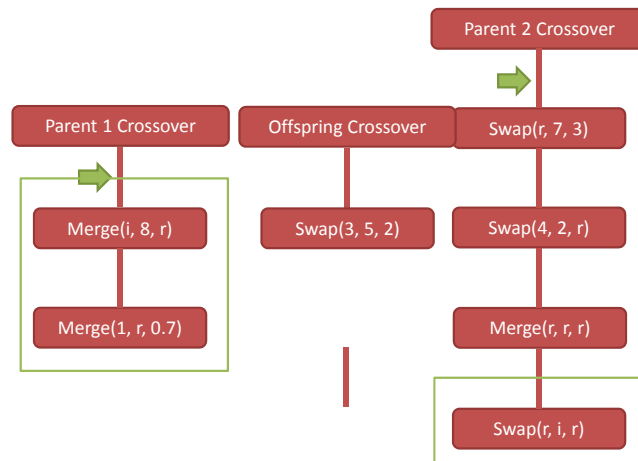 Parent 2 Crossover
Parent 1 Crossover
Offspring Crossover
Swap(r, 7, 3)
Merge(i, 8, r)
Swap(3, 5, 2)
Swap(4, 2, r)
Merge(1, r, 0.7)
Merge(r, r, r)
Swap(r, i, r)